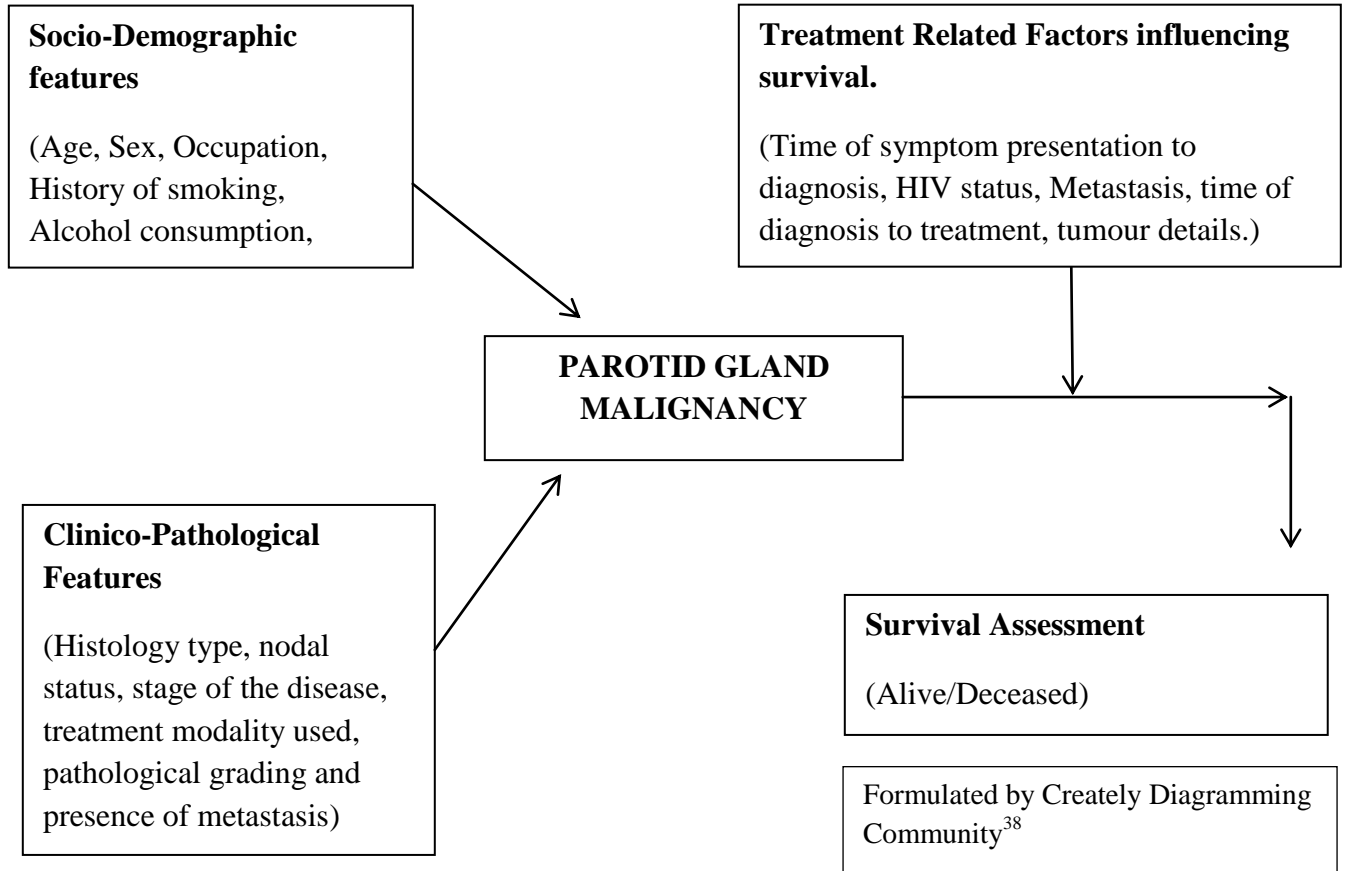 Socio-Demographic
features
(Age, Sex, Occupation,
History of smoking,
Alcohol consumption,
Treatment Related Factors influencing
survival.
(Time of symptom presentation to
diagnosis, HIV status, Metastasis, time of
diagnosis to treatment, tumour details.)
PAROTID GLAND
MALIGNANCY
Clinico-Pathological
Features
(Histology type, nodal
status, stage of the disease,
treatment modality used,
pathological grading and
presence of metastasis)
Survival Assessment
(Alive/Deceased)
Formulated by Creately Diagramming
Community38